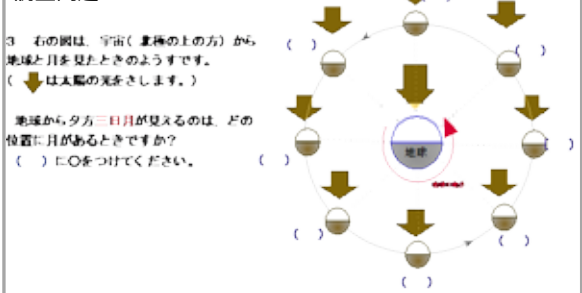 3 右の図は、宇宙(北極の上の方)から
地球と月を見たときのようすです。
( は太陽の光をさします。)
地球から夕方三日月が見えるのは、どの
位置に月があるときですか?
( )に○をつけてください。
( )
( )
( )
( )
地球
( )
( )
( )